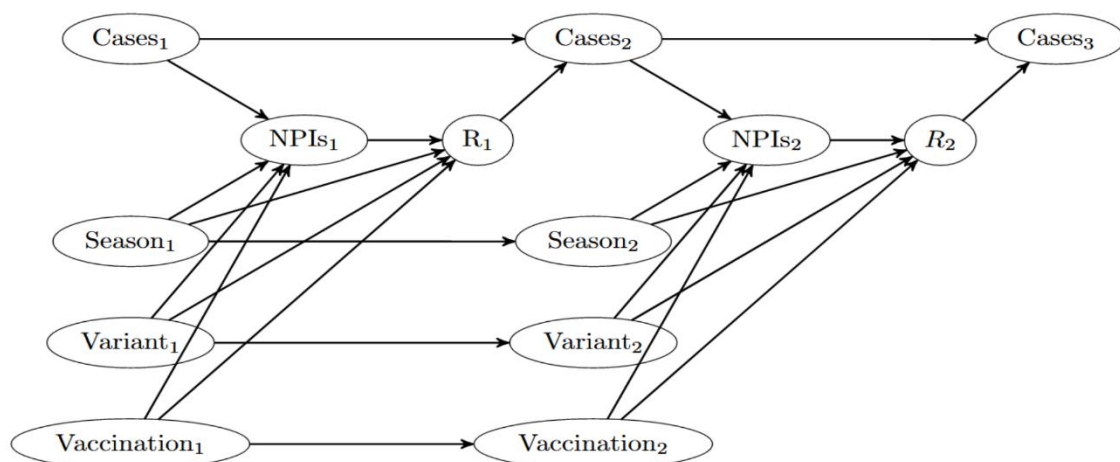 Cases₁ Cases₂ Cases₃
NPIs₁ R₁ NPIs₂ R₂
Season₁ Season₂
Variant₁ Variant₂
Vaccination₁ Vaccination₂